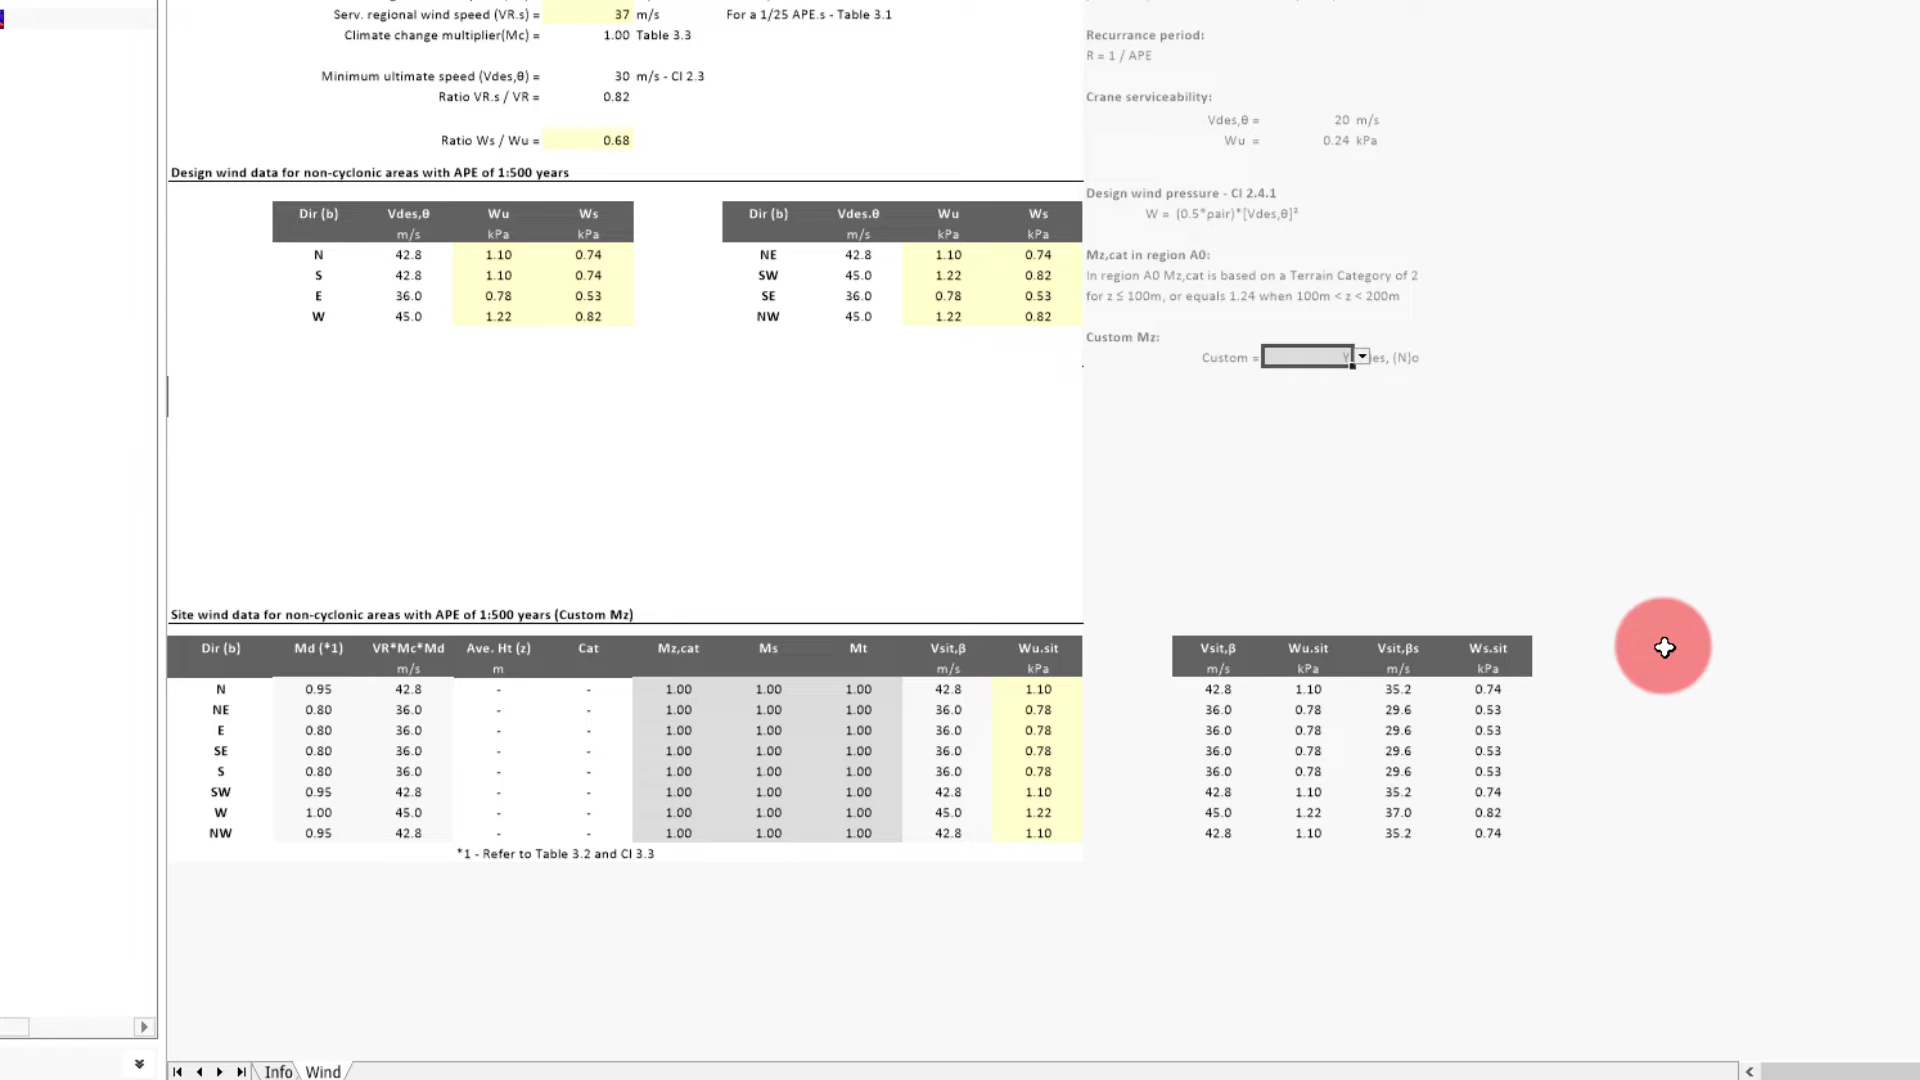 Serv. regional wind speed (VR.s) = 37 m/s For a 1/25 APE.s - Table 3.1
Climate change multiplier(Mc) = 1.00 Table 3.3
Minimum ultimate speed (Vdes,θ) = 30 m/s - Cl 2.3
Ratio VR.s / VR = 0.82
Ratio Ws / Wu = 0.68
Recurrance period:
R = 1 / APE
Crane serviceability:
Vdes,θ = 20 m/s
Wu = 0.24 kPa
Design wind pressure - Cl 2.4.1
W = (0.5*pair)*[Vdes,θ]²
Mz,cat in region A0:
In region A0 Mz,cat is based on a Terrain Category of 2
for z ≤ 100m, or equals 1.24 when 100m < z < 200m
Custom Mz:
Custom = Y es, (N)o
Design wind data for non-cyclonic areas with APE of 1:500 years
Dir (b) Vdes,θ Wu Ws
m/s kPa kPa
N 42.8 1.10 0.74
S 42.8 1.10 0.74
E 36.0 0.78 0.53
W 45.0 1.22 0.82
Dir (b) Vdes.θ Wu Ws
m/s kPa kPa
NE 42.8 1.10 0.74
SW 45.0 1.22 0.82
SE 36.0 0.78 0.53
NW 45.0 1.22 0.82
Site wind data for non-cyclonic areas with APE of 1:500 years (Custom Mz)
Dir (b) Md (*1) VR*Mc*Md Ave. Ht (z) Cat Mz,cat Ms Mt Vsit,β Wu.sit
m/s m m/s kPa
N 0.95 42.8 - - 1.00 1.00 1.00 42.8 1.10
NE 0.80 36.0 - - 1.00 1.00 1.00 36.0 0.78
E 0.80 36.0 - - 1.00 1.00 1.00 36.0 0.78
SE 0.80 36.0 - - 1.00 1.00 1.00 36.0 0.78
S 0.80 36.0 - - 1.00 1.00 1.00 36.0 0.78
SW 0.95 42.8 - - 1.00 1.00 1.00 42.8 1.10
W 1.00 45.0 - - 1.00 1.00 1.00 45.0 1.22
NW 0.95 42.8 - - 1.00 1.00 1.00 42.8 1.10
*1 - Refer to Table 3.2 and Cl 3.3
Vsit,β Wu.sit Vsit,βs Ws.sit
m/s kPa m/s kPa
42.8 1.10 35.2 0.74
36.0 0.78 29.6 0.53
36.0 0.78 29.6 0.53
36.0 0.78 29.6 0.53
36.0 0.78 29.6 0.53
42.8 1.10 35.2 0.74
45.0 1.22 37.0 0.82
42.8 1.10 35.2 0.74
Info Wind